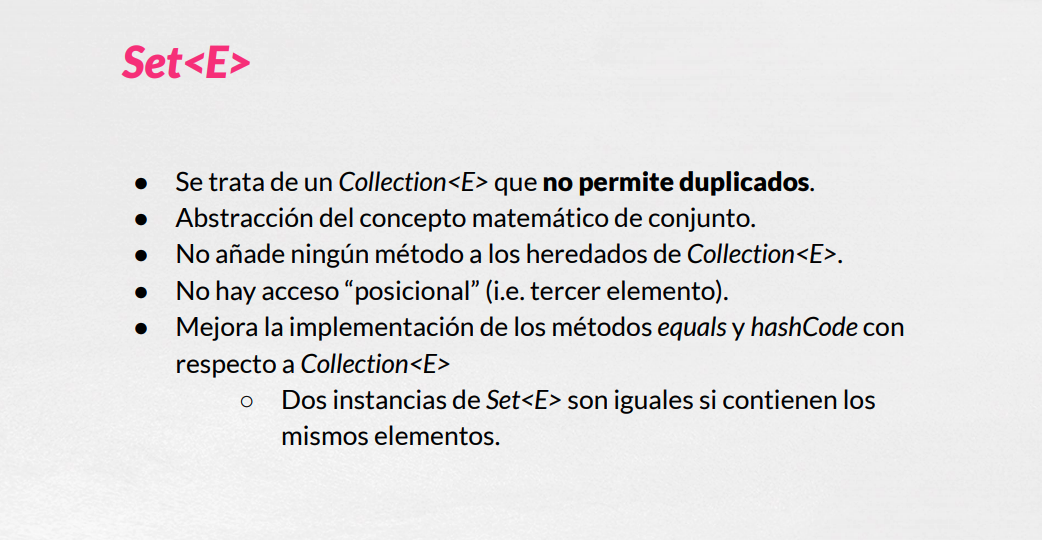 Set<E>
● Se trata de un Collection<E> que no permite duplicados.
● Abstracción del concepto matemático de conjunto.
● No añade ningún método a los heredados de Collection<E>.
● No hay acceso “posicional” (i.e. tercer elemento).
● Mejora la implementación de los métodos equals y hashCode con
respecto a Collection<E>
○ Dos instancias de Set<E> son iguales si contienen los
mismos elementos.